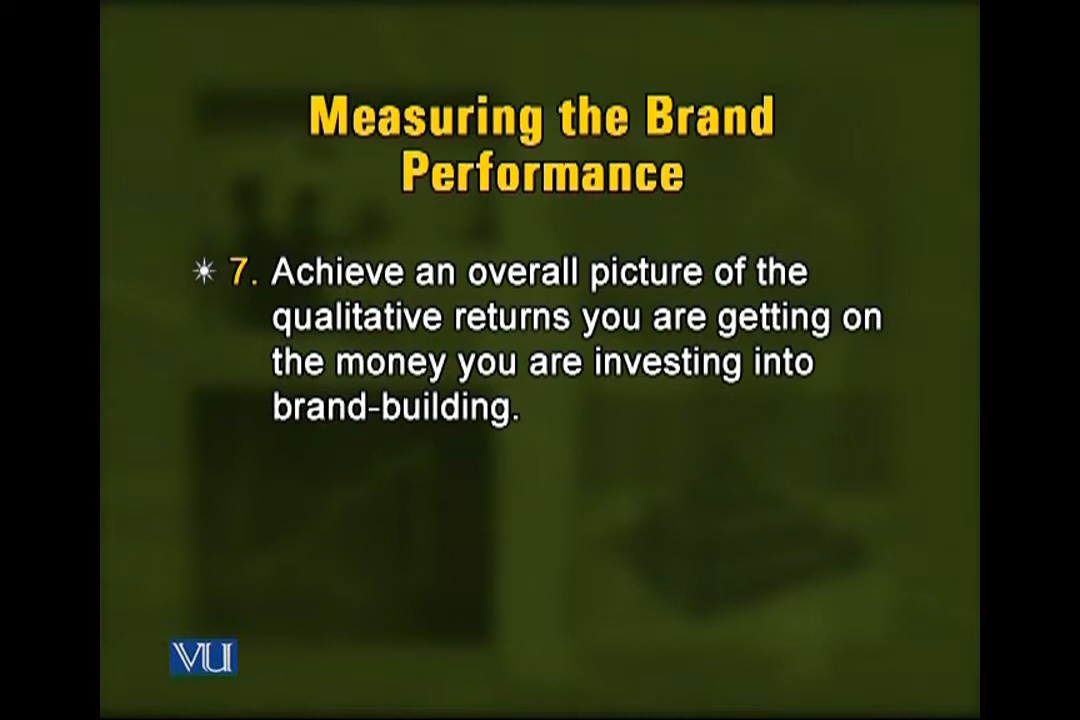 Measuring the Brand
Performance
7. Achieve an overall picture of the
qualitative returns you are getting on
the money you are investing into
brand-building.
VU